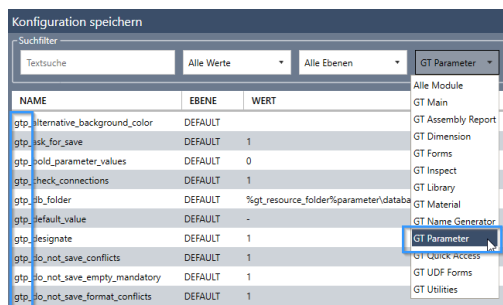 Konfiguration speichern
Suchfilter
Textsuche Alle Werte Alle Ebenen GT Parameter
Alle Module
GT Main
GT Assembly Report
GT Dimension
GT Forms
GT Inspect
GT Library
GT Material
GT Name Generator
GT Parameter
GT Quick Access
GT UDF Forms
GT Utilities
NAME EBENE WERT
gtp_alternative_background_color DEFAULT
gtp_ask_for_save DEFAULT 1
gtp_bold_parameter_values DEFAULT 0
gtp_check_connections DEFAULT 1
gtp_db_folder DEFAULT %gt_resource_folder%parameter\databa
gtp_default_value DEFAULT -
gtp_designate DEFAULT 1
gtp_do_not_save_conflicts DEFAULT 1
gtp_do_not_save_empty_mandatory DEFAULT 1
gtp_do_not_save_format_conflicts DEFAULT 1